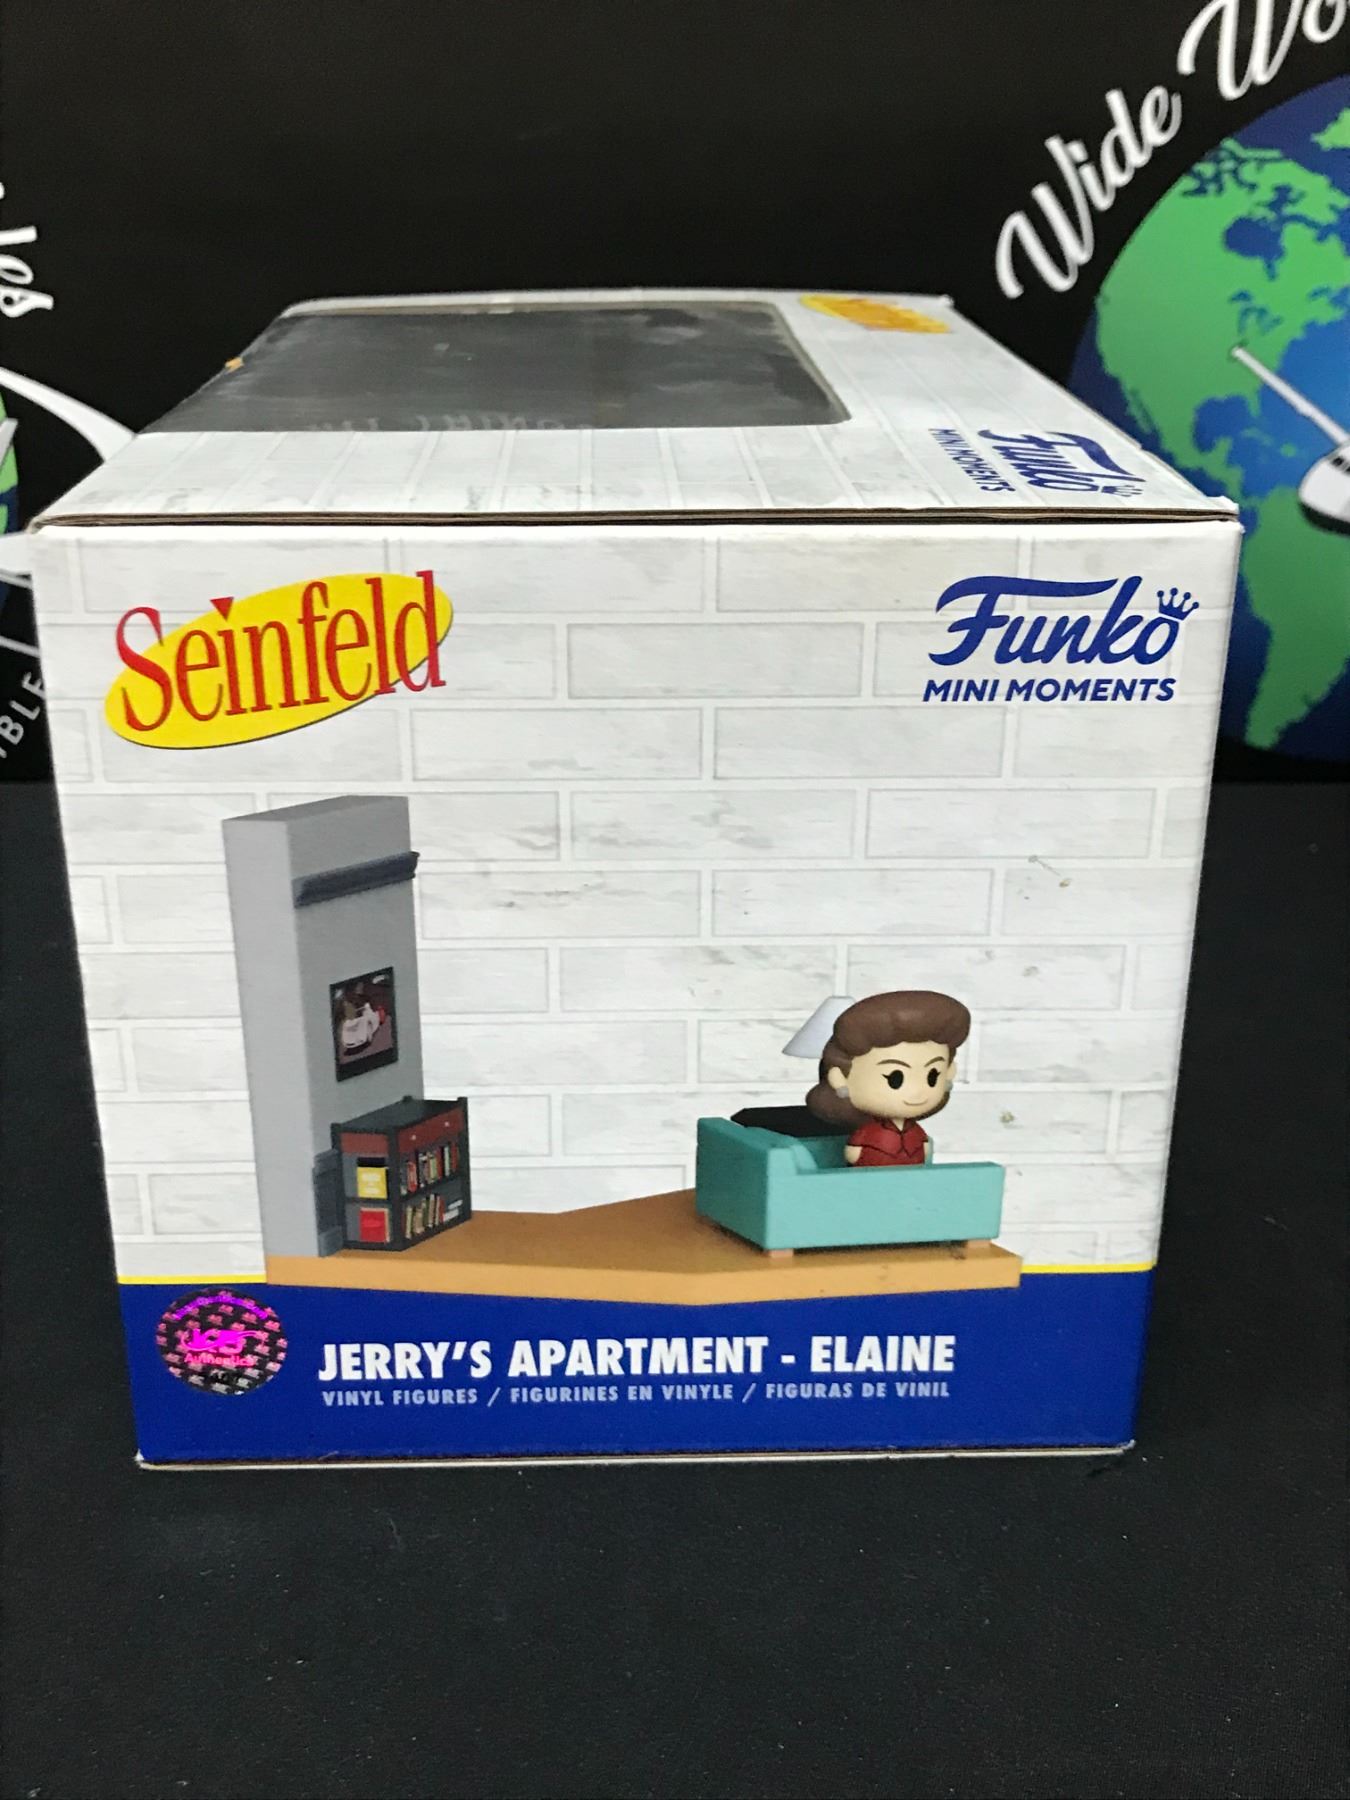 Wide
Seinfeld
Funko
MINI MOMENTS
Funko
MINI MOMENTS
JERRY'S APARTMENT - ELAINE
VINYL FIGURES / FIGURINES EN VINYLE / FIGURAS DE VINIL
Authentics